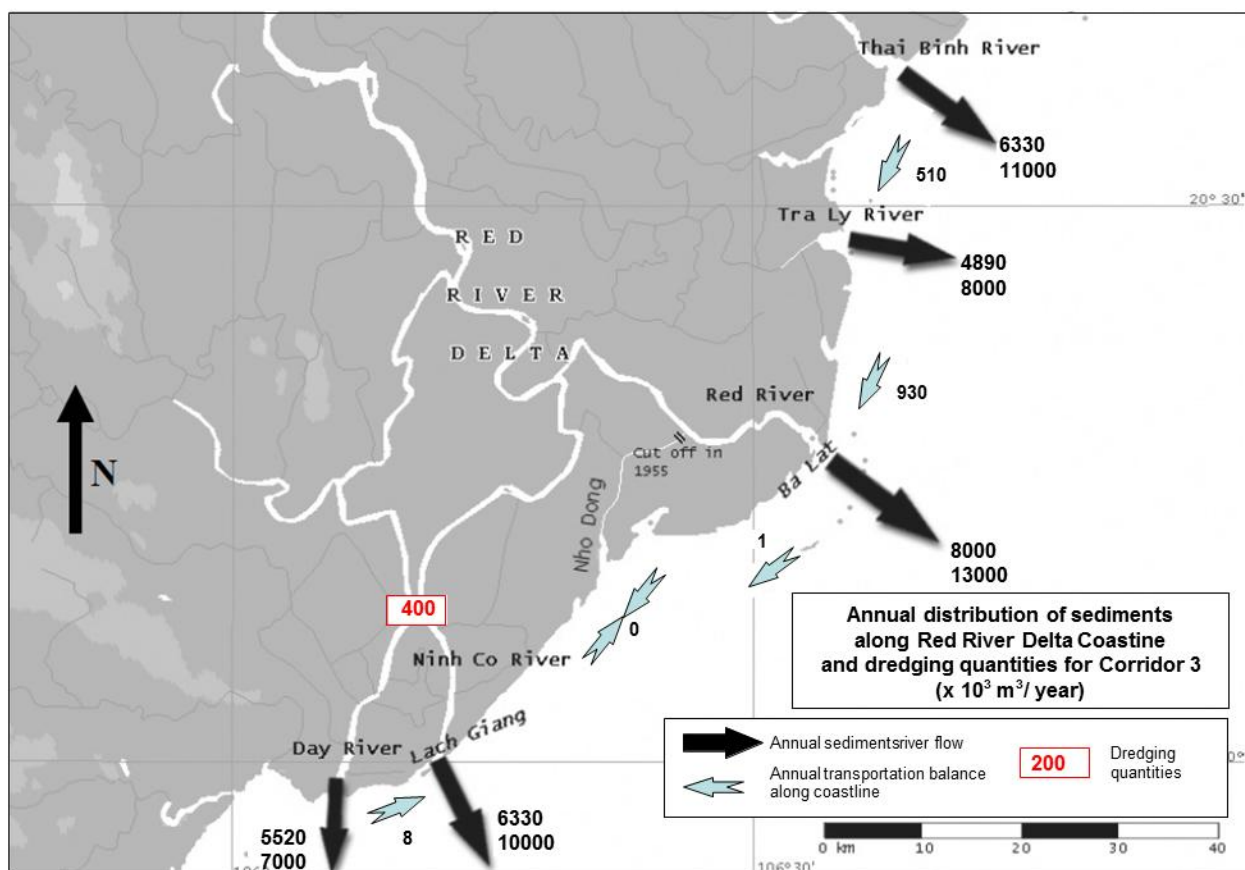 Thai Binh River
6330
11000
510
20° 30'
Tra Ly River
4890
8000
RED
RIVER
DELTA
930
Red River
Cut off in
1955
Ba Lat
Nho Dong
N
8000
13000
1
0
400
Ninh Co River
Annual distribution of sediments
along Red River Delta Coastine
and dredging quantities for Corridor 3
(x 10³ m³/ year)
Day River
Lach Giang
Annual sedimentsriver flow
Annual transportation balance
along coastline
200
Dredging
quantities
8
6330
10000
5520
7000
106° 30'
0 km 10 20 30 40